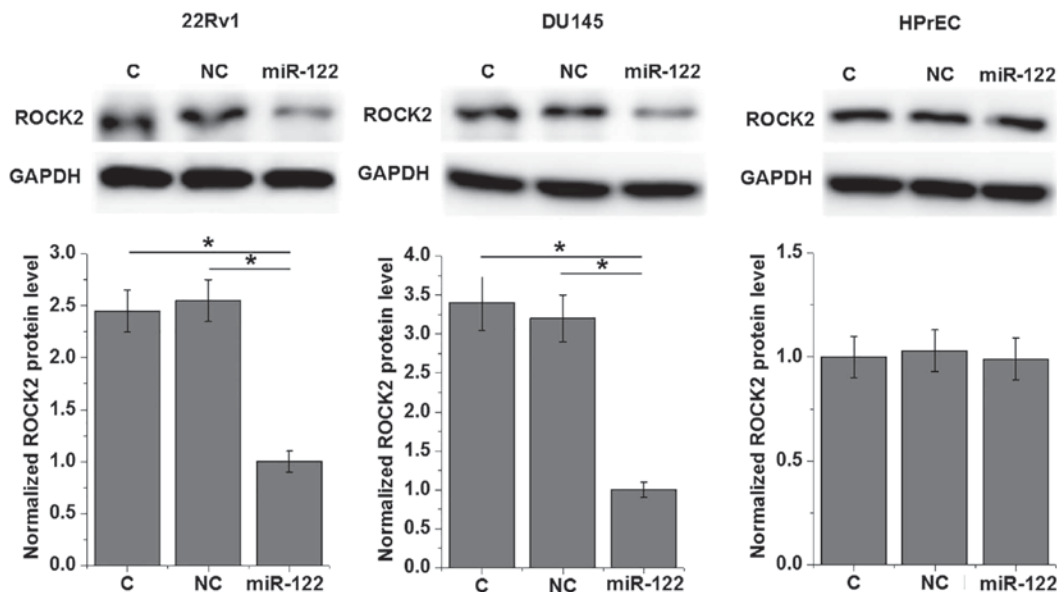 22Rv1
C NC miR-122
ROCK2
GAPDH
Normalized ROCK2 protein level
3.0
2.5
2.0
1.5
1.0
0.5
0.0
* 
*
C NC miR-122
DU145
C NC miR-122
ROCK2
GAPDH
Normalized ROCK2 protein level
4.0
3.5
3.0
2.5
2.0
1.5
1.0
0.5
0.0
*
*
C NC miR-122
HPrEC
C NC miR-122
ROCK2
GAPDH
Normalized ROCK2 protein level
1.5
1.0
0.5
0.0
C NC miR-122